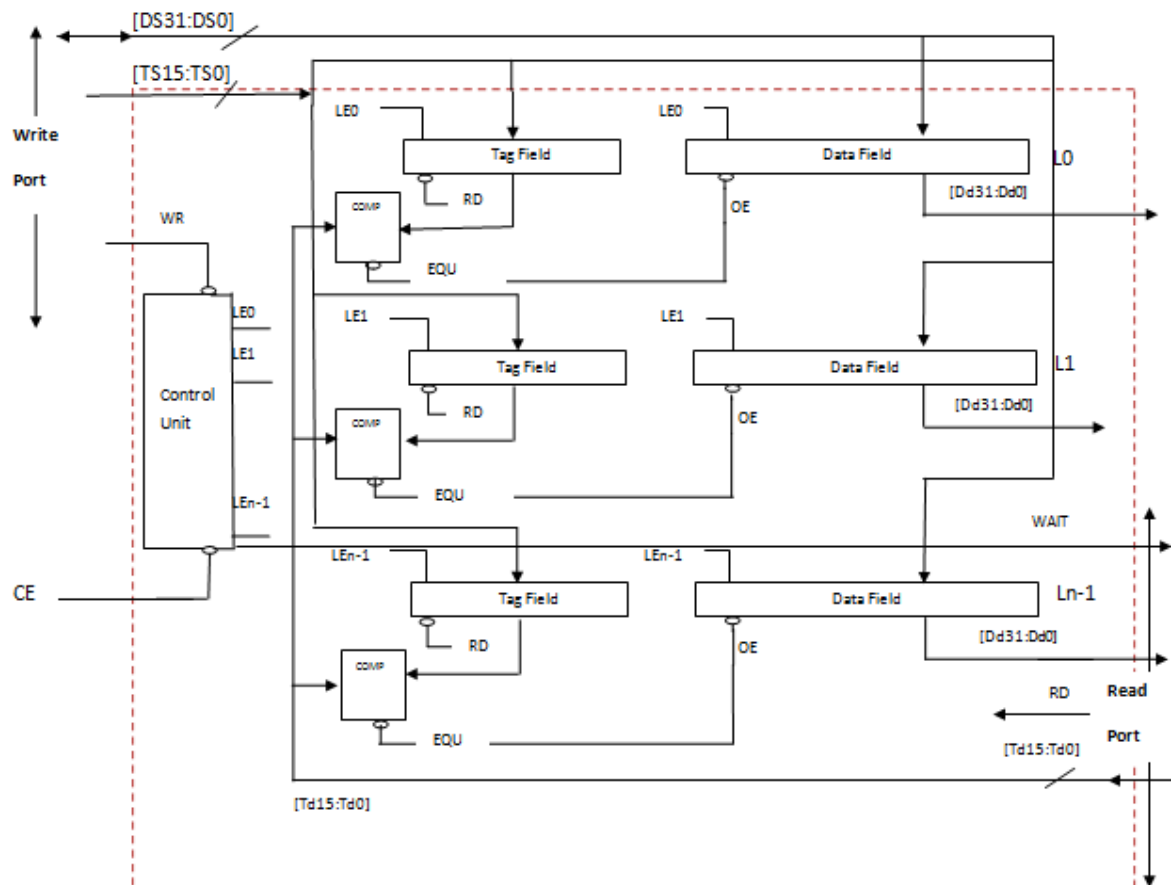 [DS31:DS0]
[TS15:TS0]
Write
Port
LE0
LE0
Tag Field
Data Field
L0
RD
OE
[Dd31:Dd0]
COMP
WR
EQU
LE0
LE1
LE1
LE1
Tag Field
Data Field
L1
Control
Unit
RD
OE
[Dd31:Dd0]
COMP
EQU
LEn-1
WAIT
LEn-1
LEn-1
CE
Tag Field
Data Field
Ln-1
RD
OE
[Dd31:Dd0]
COMP
RD
Read
EQU
Port
[Td15:Td0]
[Td15:Td0]